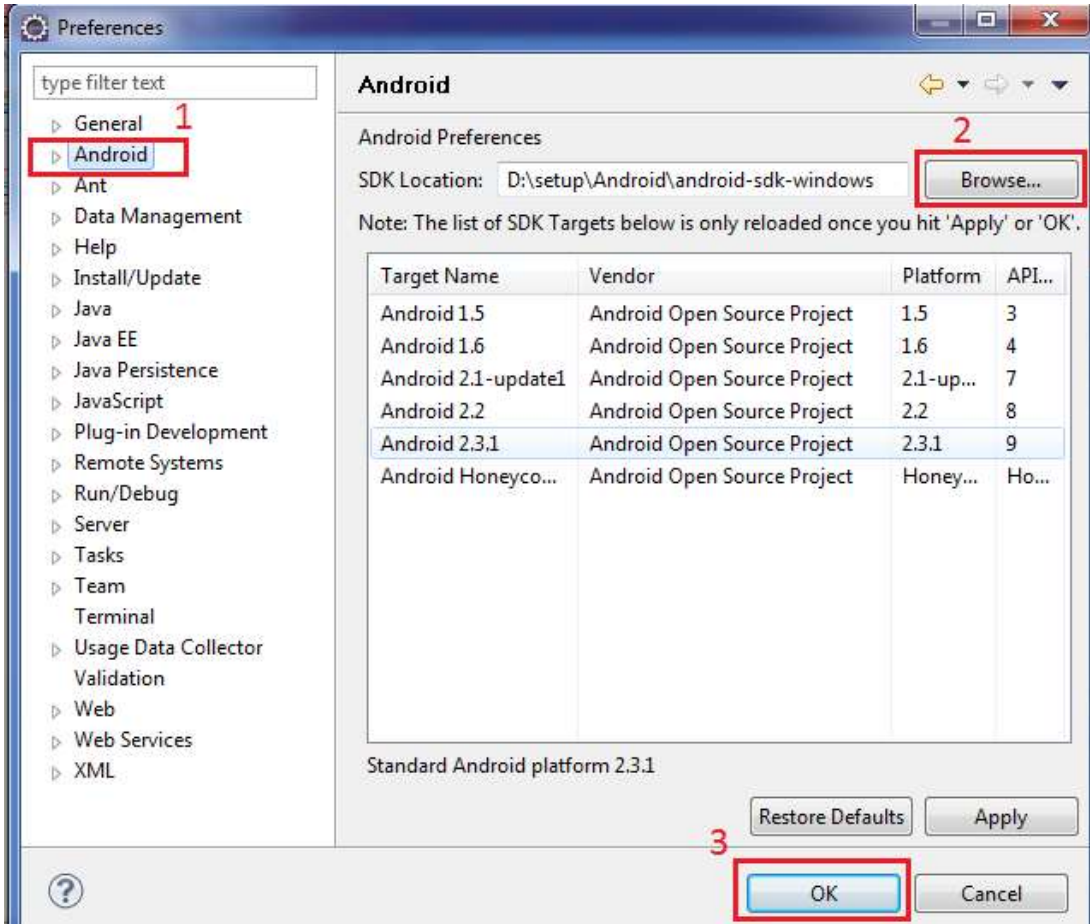 Preferences
type filter text
General
1
Android
Ant
Data Management
Help
Install/Update
Java
Java EE
Java Persistence
JavaScript
Plug-in Development
Remote Systems
Run/Debug
Server
Tasks
Team
Terminal
Usage Data Collector
Validation
Web
Web Services
XML
Android
Android Preferences
2
SDK Location: D:\setup\Android\android-sdk-windows Browse...
Note: The list of SDK Targets below is only reloaded once you hit 'Apply' or 'OK'.
Target Name Vendor Platform API...
Android 1.5 Android Open Source Project 1.5 3
Android 1.6 Android Open Source Project 1.6 4
Android 2.1-update1 Android Open Source Project 2.1-up... 7
Android 2.2 Android Open Source Project 2.2 8
Android 2.3.1 Android Open Source Project 2.3.1 9
Android Honeyco... Android Open Source Project Honey... Ho...
Standard Android platform 2.3.1
Restore Defaults Apply
3
? OK Cancel